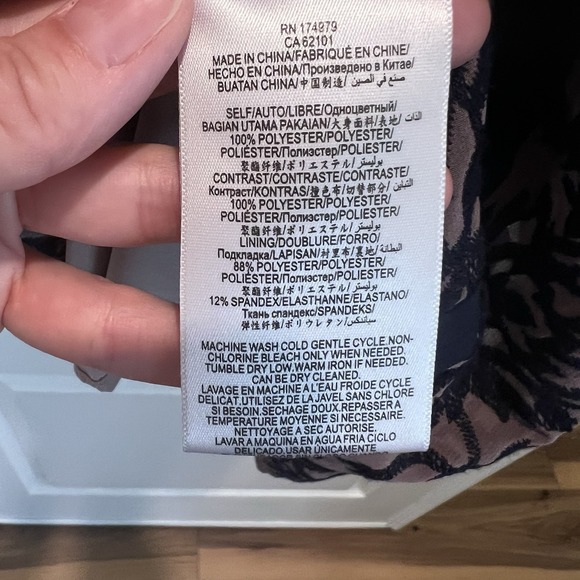 RN 174979
CA 62101
MADE IN CHINA/FABRIQUÉ EN CHINE/
HECHO EN CHINA/Произведено в Китае/
BUATAN CHINA/中国制造/ صنع في الصين
SELF/AUTO/LIBRE/Одноцветный/
BAGIAN UTAMA PAKAIAN/大身面料/表地/الذات
100% POLYESTER/POLYESTER/
POLIÉSTER/Полиэстер/POLIESTER/
聚酯纤维/ポリエステル/بوليستر
CONTRAST/CONTRASTE/CONTRASTE/
Контраст/KONTRAS/撞色布/切替部分/التباين
100% POLYESTER/POLYESTER/
POLIÉSTER/Полиэстер/POLIESTER/
聚酯纤维/ポリエステル/بوليستر
LINING/DOUBLURE/FORRO/
Подкладка/LAPISAN/衬里布/裏地/البطانة
88% POLYESTER/POLYESTER/
POLIÉSTER/Полиэстер/POLIESTER/
聚酯纤维/ポリエステル/بوليستر
12% SPANDEX/ELASTHANNE/ELASTANO/
Ткань спандекс/SPANDEKS/
弹性纤维/ポリウレタン/سباندكس
MACHINE WASH COLD GENTLE CYCLE.NON-
CHLORINE BLEACH ONLY WHEN NEEDED.
TUMBLE DRY LOW.WARM IRON IF NEEDED.
CAN BE DRY CLEANED.
LAVAGE EN MACHINE A L'EAU FROIDE CYCLE
DELICAT.UTILISEZ DE LA JAVEL SANS CHLORE
SI BESOIN.SECHAGE DOUX.REPASSER A
TEMPERATURE MOYENNE SI NECESSAIRE.
NETTOYAGE A SEC AUTORISE.
LAVAR A MAQUINA EN AGUA FRIA CICLO
DELICADO.USAR ÚNICAMENTE